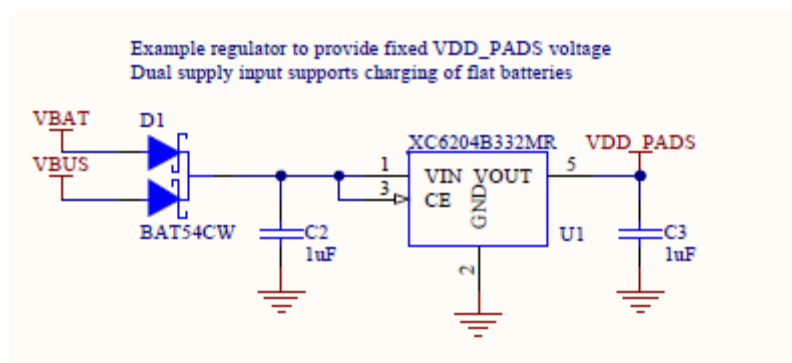 Example regulator to provide fixed VDD_PADS voltage
Dual supply input supports charging of flat batteries
VBAT
D1
XC6204B332MR
VDD_PADS
VBUS
1
5
VIN
VOUT
3
CE
GND
BAT54CW
C2
1uF
U1
C3
1uF
2